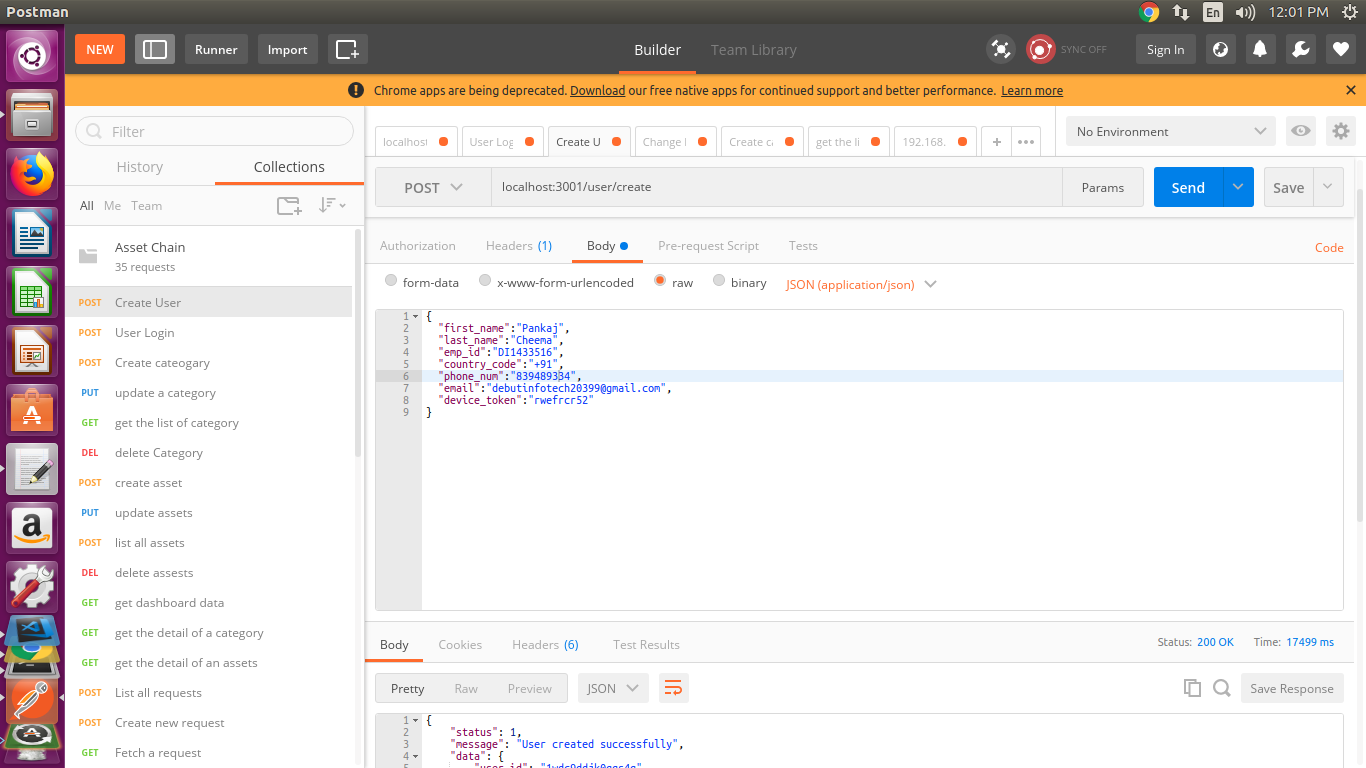 Postman
En
12:01 PM
NEW
Runner
Import
Builder
Team Library
SYNC OFF
Sign In
Chrome apps are being deprecated. Download our free native apps for continued support and better performance. Learn more
Filter
History
Collections
All Me Team
Asset Chain
35 requests
POST Create User
POST User Login
POST Create cateogary
PUT update a category
GET get the list of category
DEL delete Category
POST create asset
PUT update assets
POST list all assets
DEL delete assests
GET get dashboard data
GET get the detail of a category
GET get the detail of an assets
POST List all requests
POST Create new request
GET Fetch a request
localhost
User Log
Create U
Change
Create ca
get the li
192.168.
No Environment
POST
localhost:3001/user/create
Params
Send
Save
Authorization
Headers (1)
Body
Pre-request Script
Tests
Code
form-data
x-www-form-urlencoded
raw
binary
JSON (application/json)
1 {
2 "first_name":"Pankaj",
3 "last_name":"Cheema",
4 "emp_id":"DI1433516",
5 "country_code":"+91",
6 "phone_num":"839489334",
7 "email":"debutinfotech20399@gmail.com",
8 "device_token":"rwefrcr52"
9 }
Body
Cookies
Headers (6)
Test Results
Status: 200 OK
Time: 17499 ms
Pretty
Raw
Preview
JSON
Save Response
1 {
2 "status": 1,
3 "message": "User created successfully",
4 "data": {